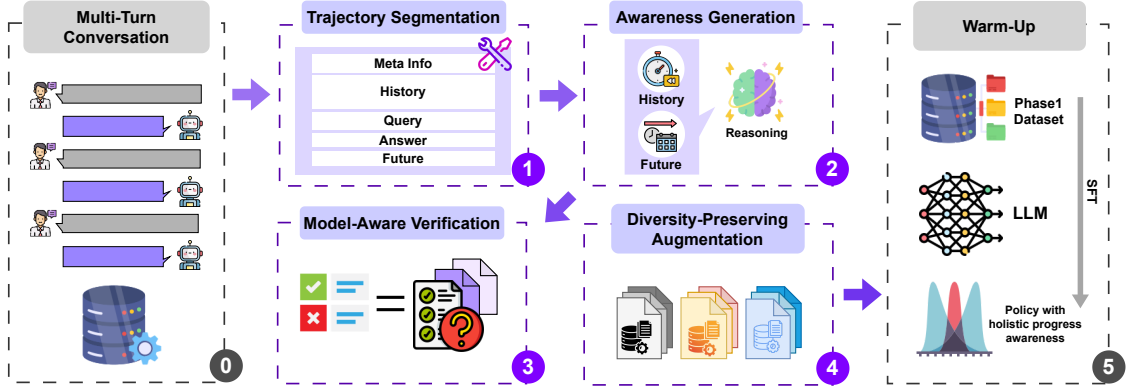 Multi-Turn
Conversation
0
Trajectory Segmentation
Meta Info
History
Query
Answer
Future
1
Awareness Generation
History
Future
Reasoning
2
Model-Aware Verification
3
Diversity-Preserving
Augmentation
4
Warm-Up
Phase1
Dataset
LLM
SFT
Policy with
holistic progress
awareness
5